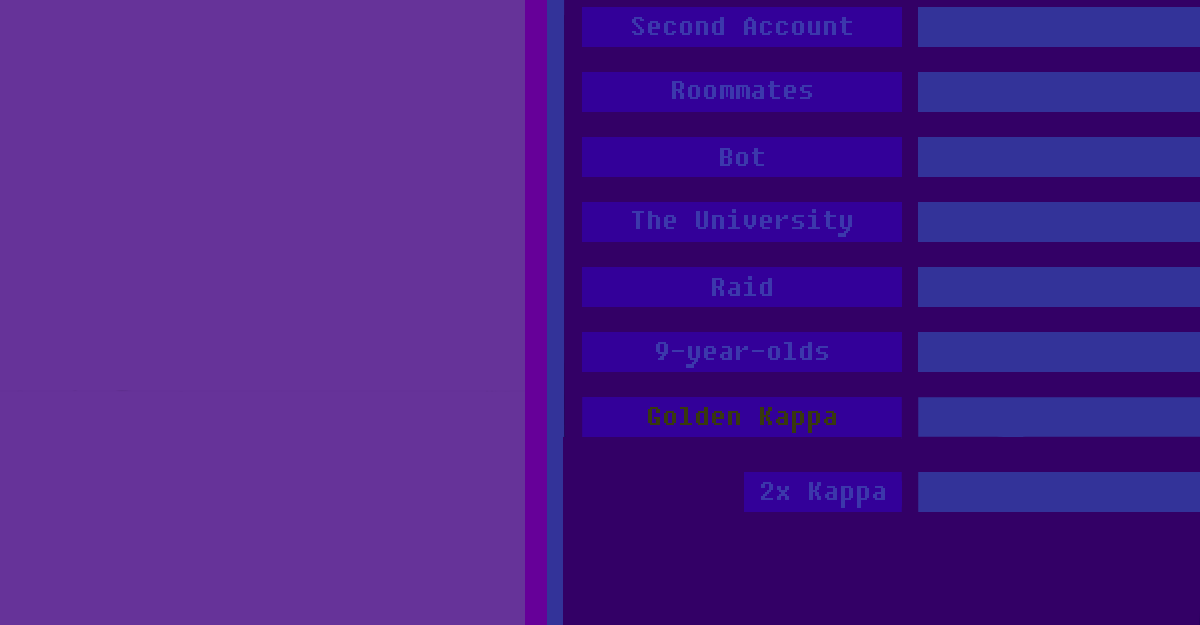 Second Account
Roommates
Bot
The University
Raid
9-year-olds
Golden Kappa
2x Kappa